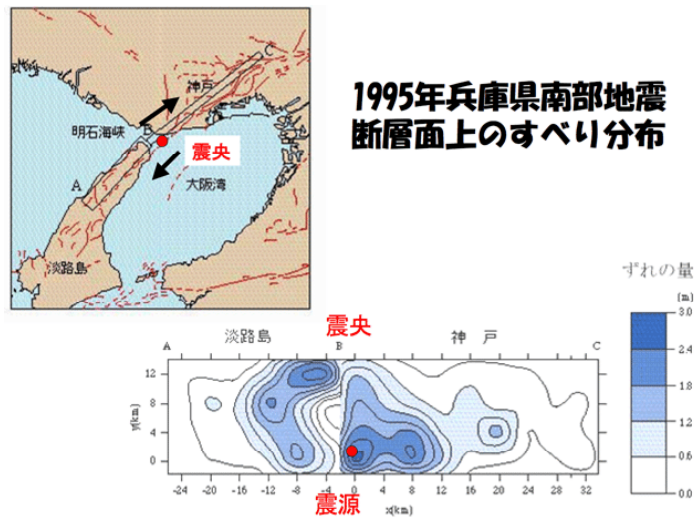 1995年兵庫県南部地震
断層面上のすべり分布
C
神戸
明石海峡
B
震央
A
大阪湾
淡路島
ずれの量
(m)
3.0
2.4
1.8
1.2
0.6
0.0
震央
A
淡路島
B
神 戸
C
12
8
4
0
y(km)
-24
-20
-16
-12
-8
-4
0
4
8
12
16
20
24
28
32
x(km)
震源